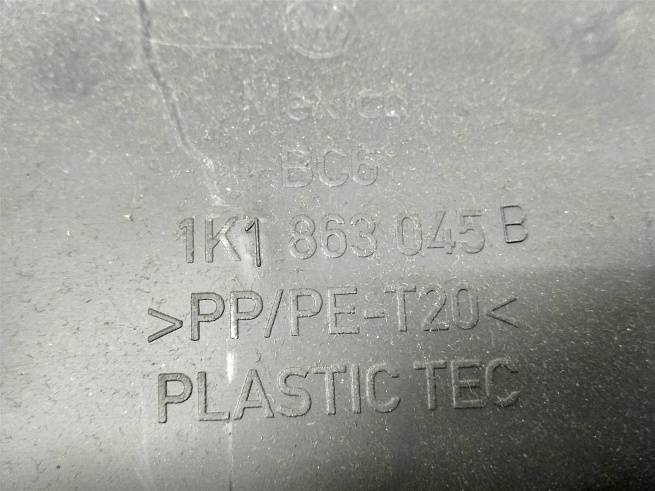 Mexico
BC6
1K1 863 045 B
>PP/PE-T20<
PLASTIC TEC